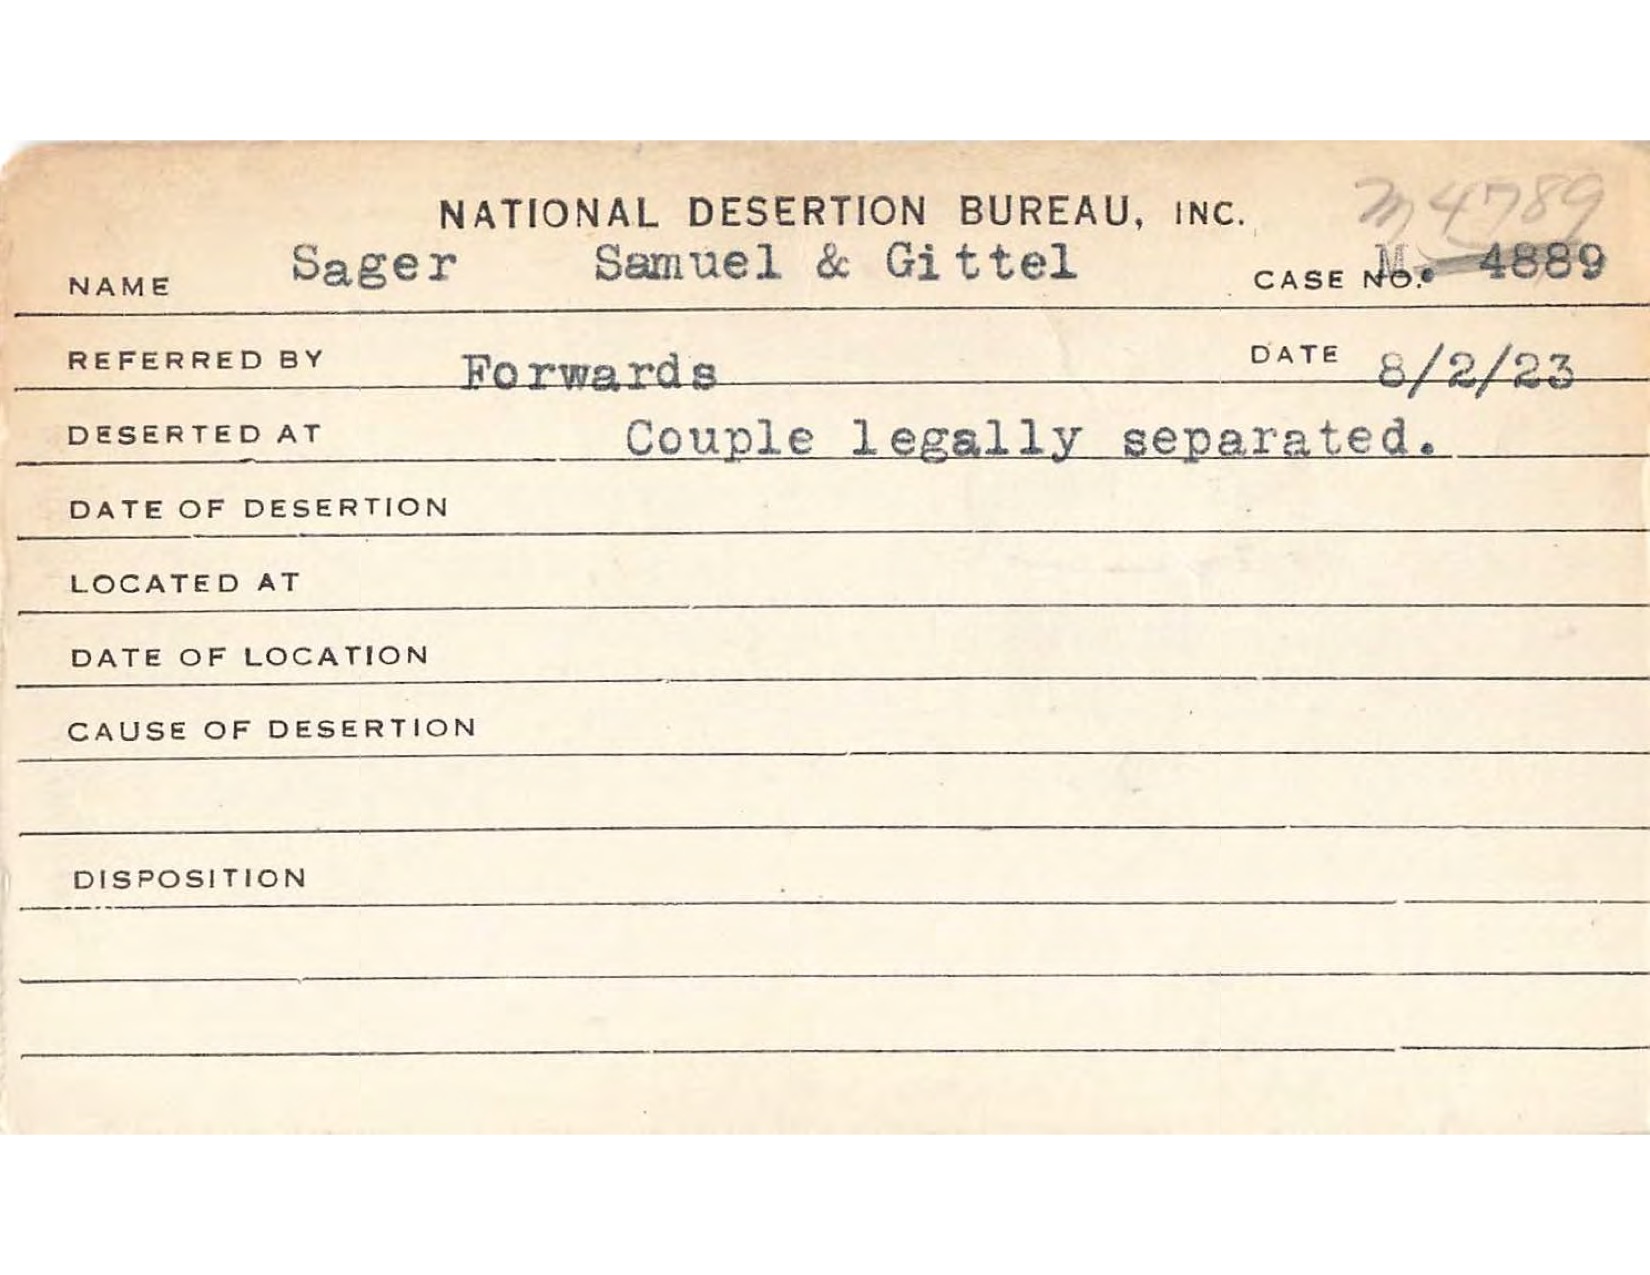 M 4789
NATIONAL DESERTION BUREAU, INC.
NAME Sager Samuel & Gittel CASE NO. M. 4889
REFERRED BY Forwards DATE 8/2/23
DESERTED AT Couple legally separated.
DATE OF DESERTION
LOCATED AT
DATE OF LOCATION
CAUSE OF DESERTION
DISPOSITION